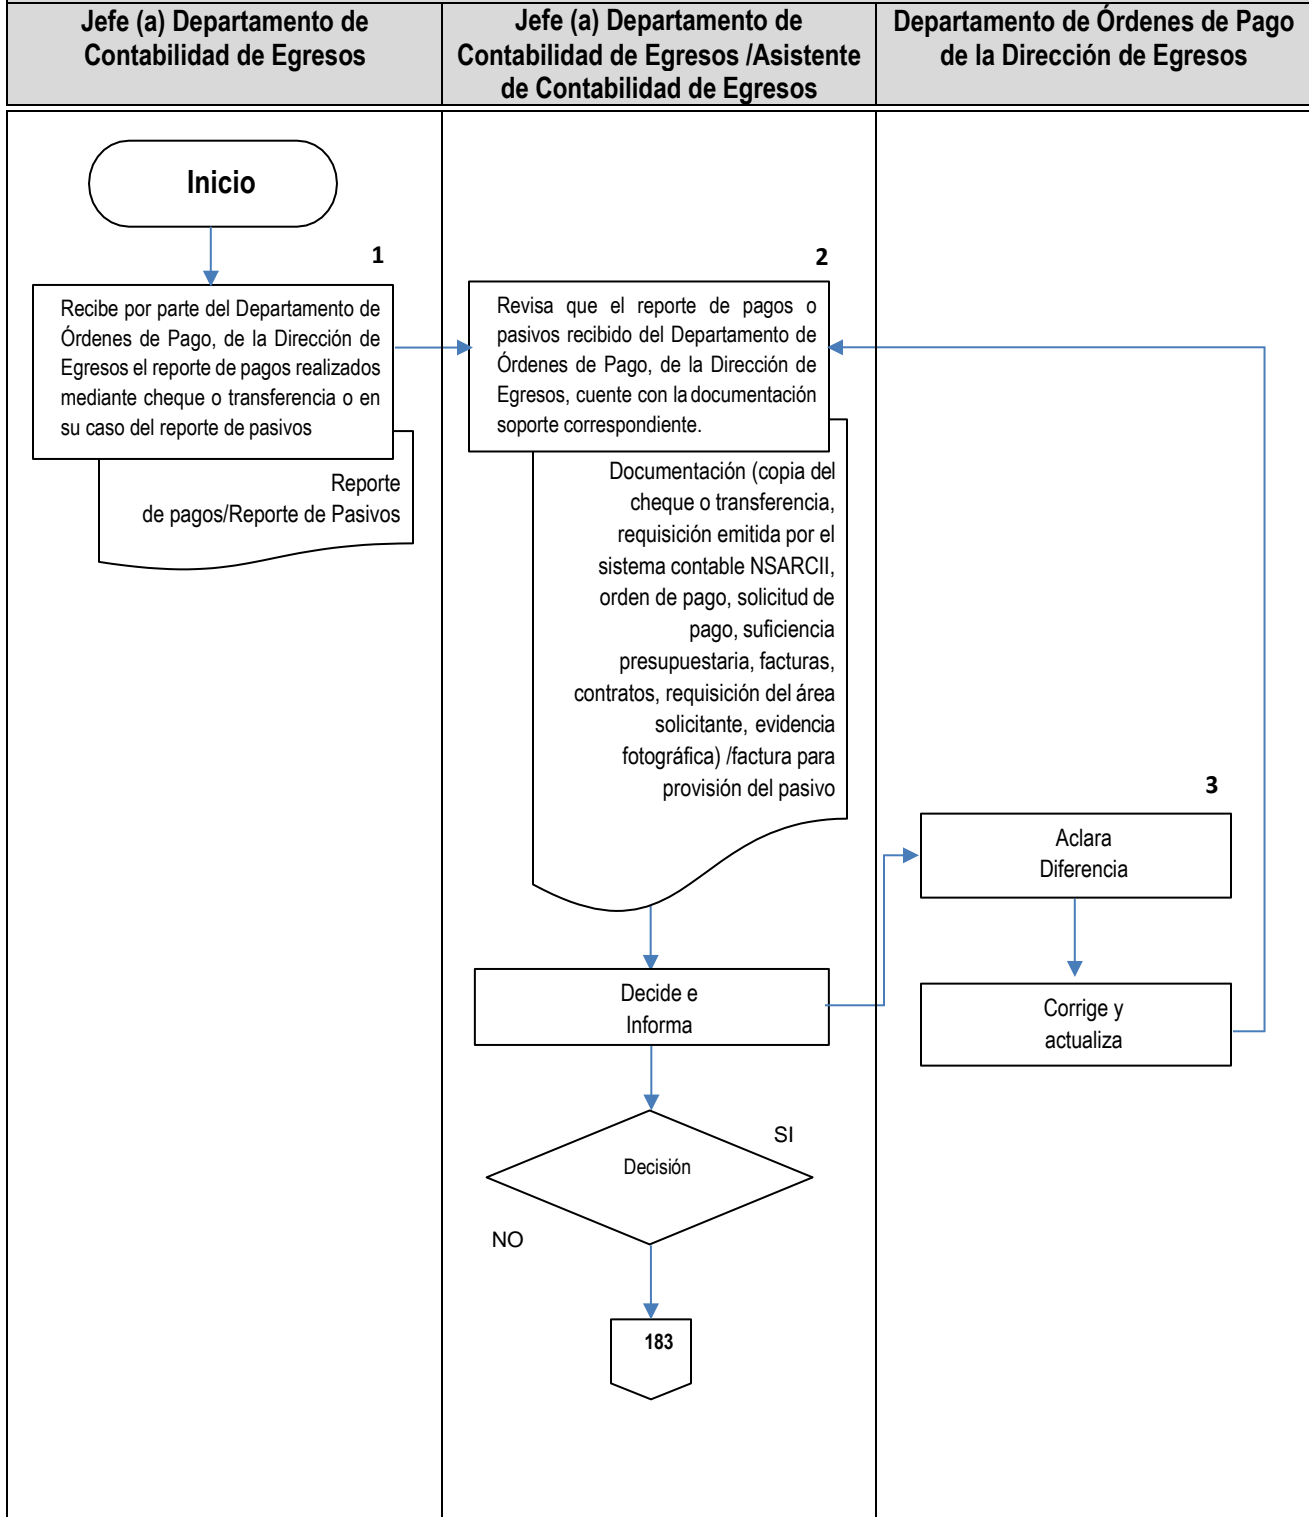 Jefe (a) Departamento de
Contabilidad de Egresos
Jefe (a) Departamento de
Contabilidad de Egresos /Asistente
de Contabilidad de Egresos
Departamento de Órdenes de Pago
de la Dirección de Egresos
Inicio
1
Recibe por parte del Departamento de
Órdenes de Pago, de la Dirección de
Egresos el reporte de pagos realizados
mediante cheque o transferencia o en
su caso del reporte de pasivos
Reporte
de pagos/Reporte de Pasivos
2
Revisa que el reporte de pagos o
pasivos recibido del Departamento de
Órdenes de Pago, de la Dirección de
Egresos, cuente con la documentación
soporte correspondiente.
Documentación (copia del
cheque o transferencia,
requisición emitida por el
sistema contable NSARCII,
orden de pago, solicitud de
pago, suficiencia
presupuestaria, facturas,
contratos, requisición del área
solicitante, evidencia
fotográfica) /factura para
provisión del pasivo
3
Aclara
Diferencia
Decide e
Informa
Corrige y
actualiza
SI
Decisión
NO
183